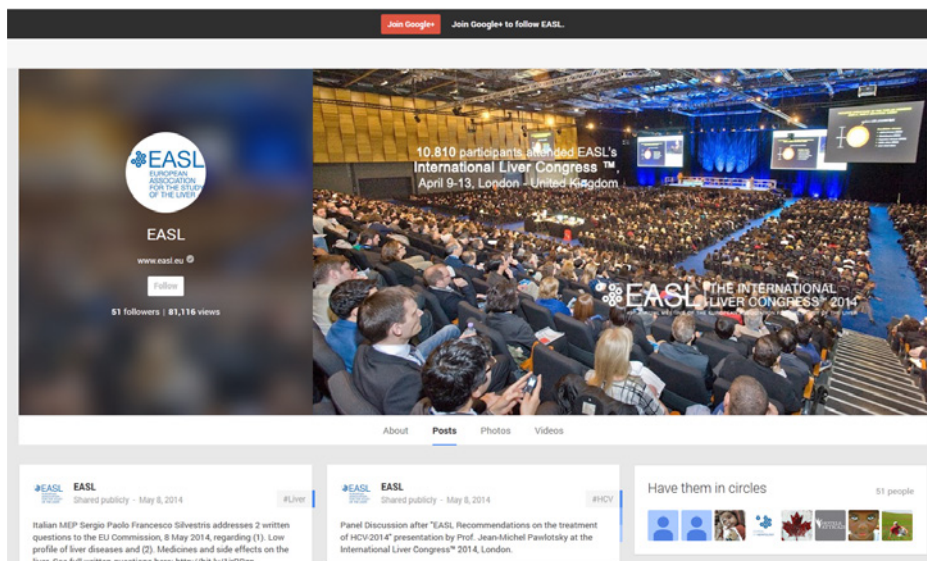 Join Google+ Join Google+ to follow EASL.
EASL
EUROPEAN
ASSOCIATION
FOR THE STUDY
OF THE LIVER
EASL
www.easl.eu
Follow
51 followers | 81,116 views
10.810 participants attended EASL's
International Liver Congress ™,
April 9-13, London - United Kingdom
EASL THE INTERNATIONAL
LIVER CONGRESS™ 2014
About Posts Photos Videos
EASL
EASL
Shared publicly - May 8, 2014
#Liver
Italian MEP Sergio Paolo Francesco Silvestris addresses 2 written
questions to the EU Commission, 8 May 2014, regarding (1). Low
profile of liver diseases and (2). Medicines and side effects on the
EASL
EASL
Shared publicly - May 8, 2014
#HCV
Panel Discussion after "EASL Recommendations on the treatment
of HCV-2014" presentation by Prof. Jean-Michel Pawlotsky at the
International Liver Congress™ 2014, London.
Have them in circles
51 people